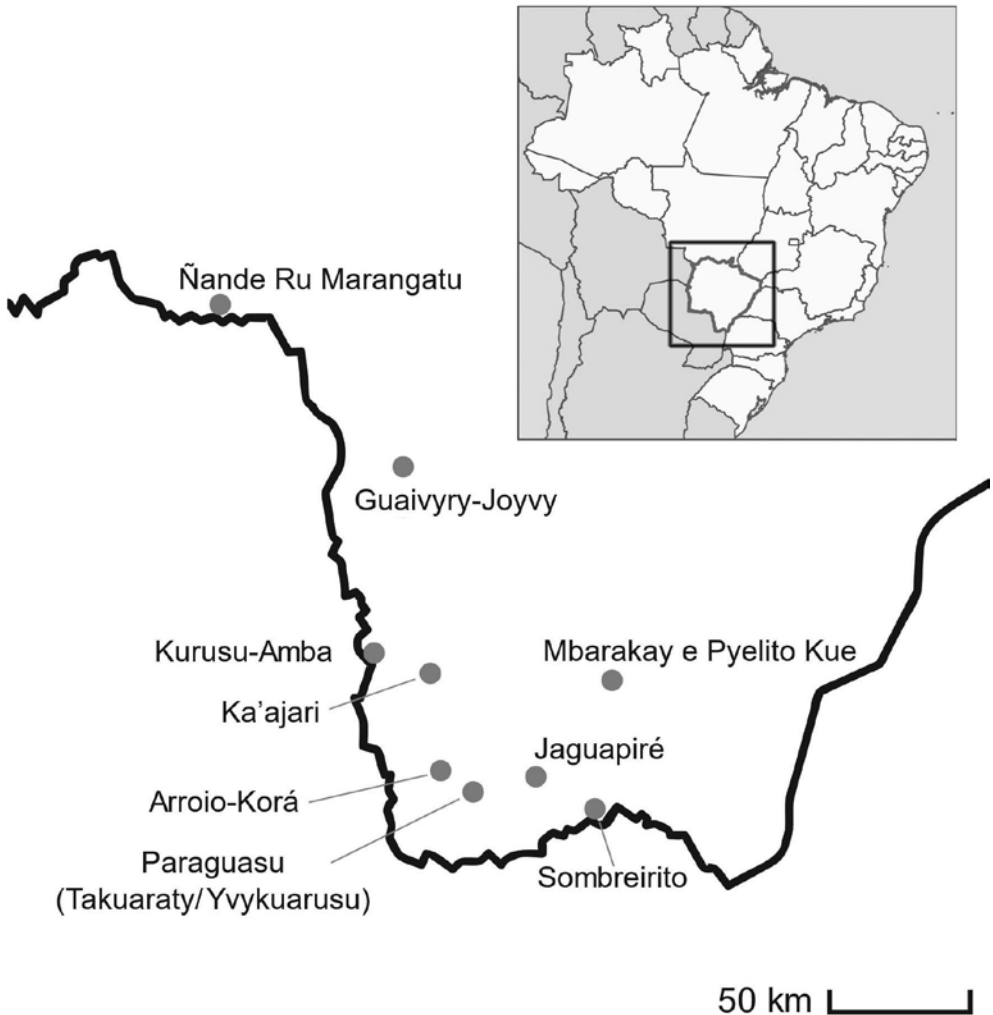 Ñande Ru Marangatu
Guaivyry-Joyvy
Kurusu-Amba
Mbarakay e Pyelito Kue
Ka’ajari
Jaguapiré
Arroio-Korá
Paraguasu
(Takuaraty/Yvykuarusu)
Sombreirito
50 km